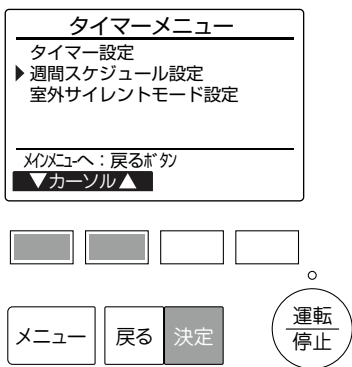 タイマーメニュー
タイマー設定
▶週間スケジュール設定
室外サイレントモード設定
ﾒｲﾝﾒﾆｭｰへ：戻るﾎﾞﾀﾝ
▼カーソル▲
メニュー 戻る 決定 運転
停止